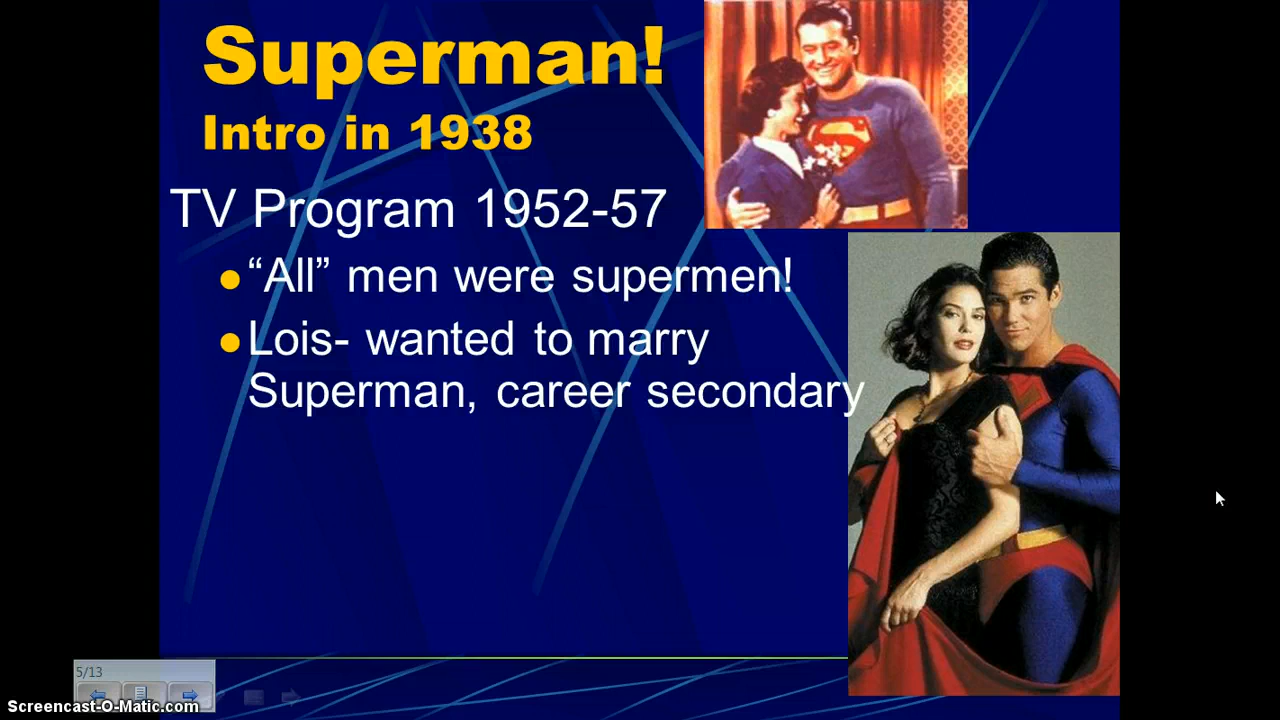 Superman!
Intro in 1938
TV Program 1952-57
“All” men were supermen!
Lois- wanted to marry
Superman, career secondary
5/13
Screencast-O-Matic.com